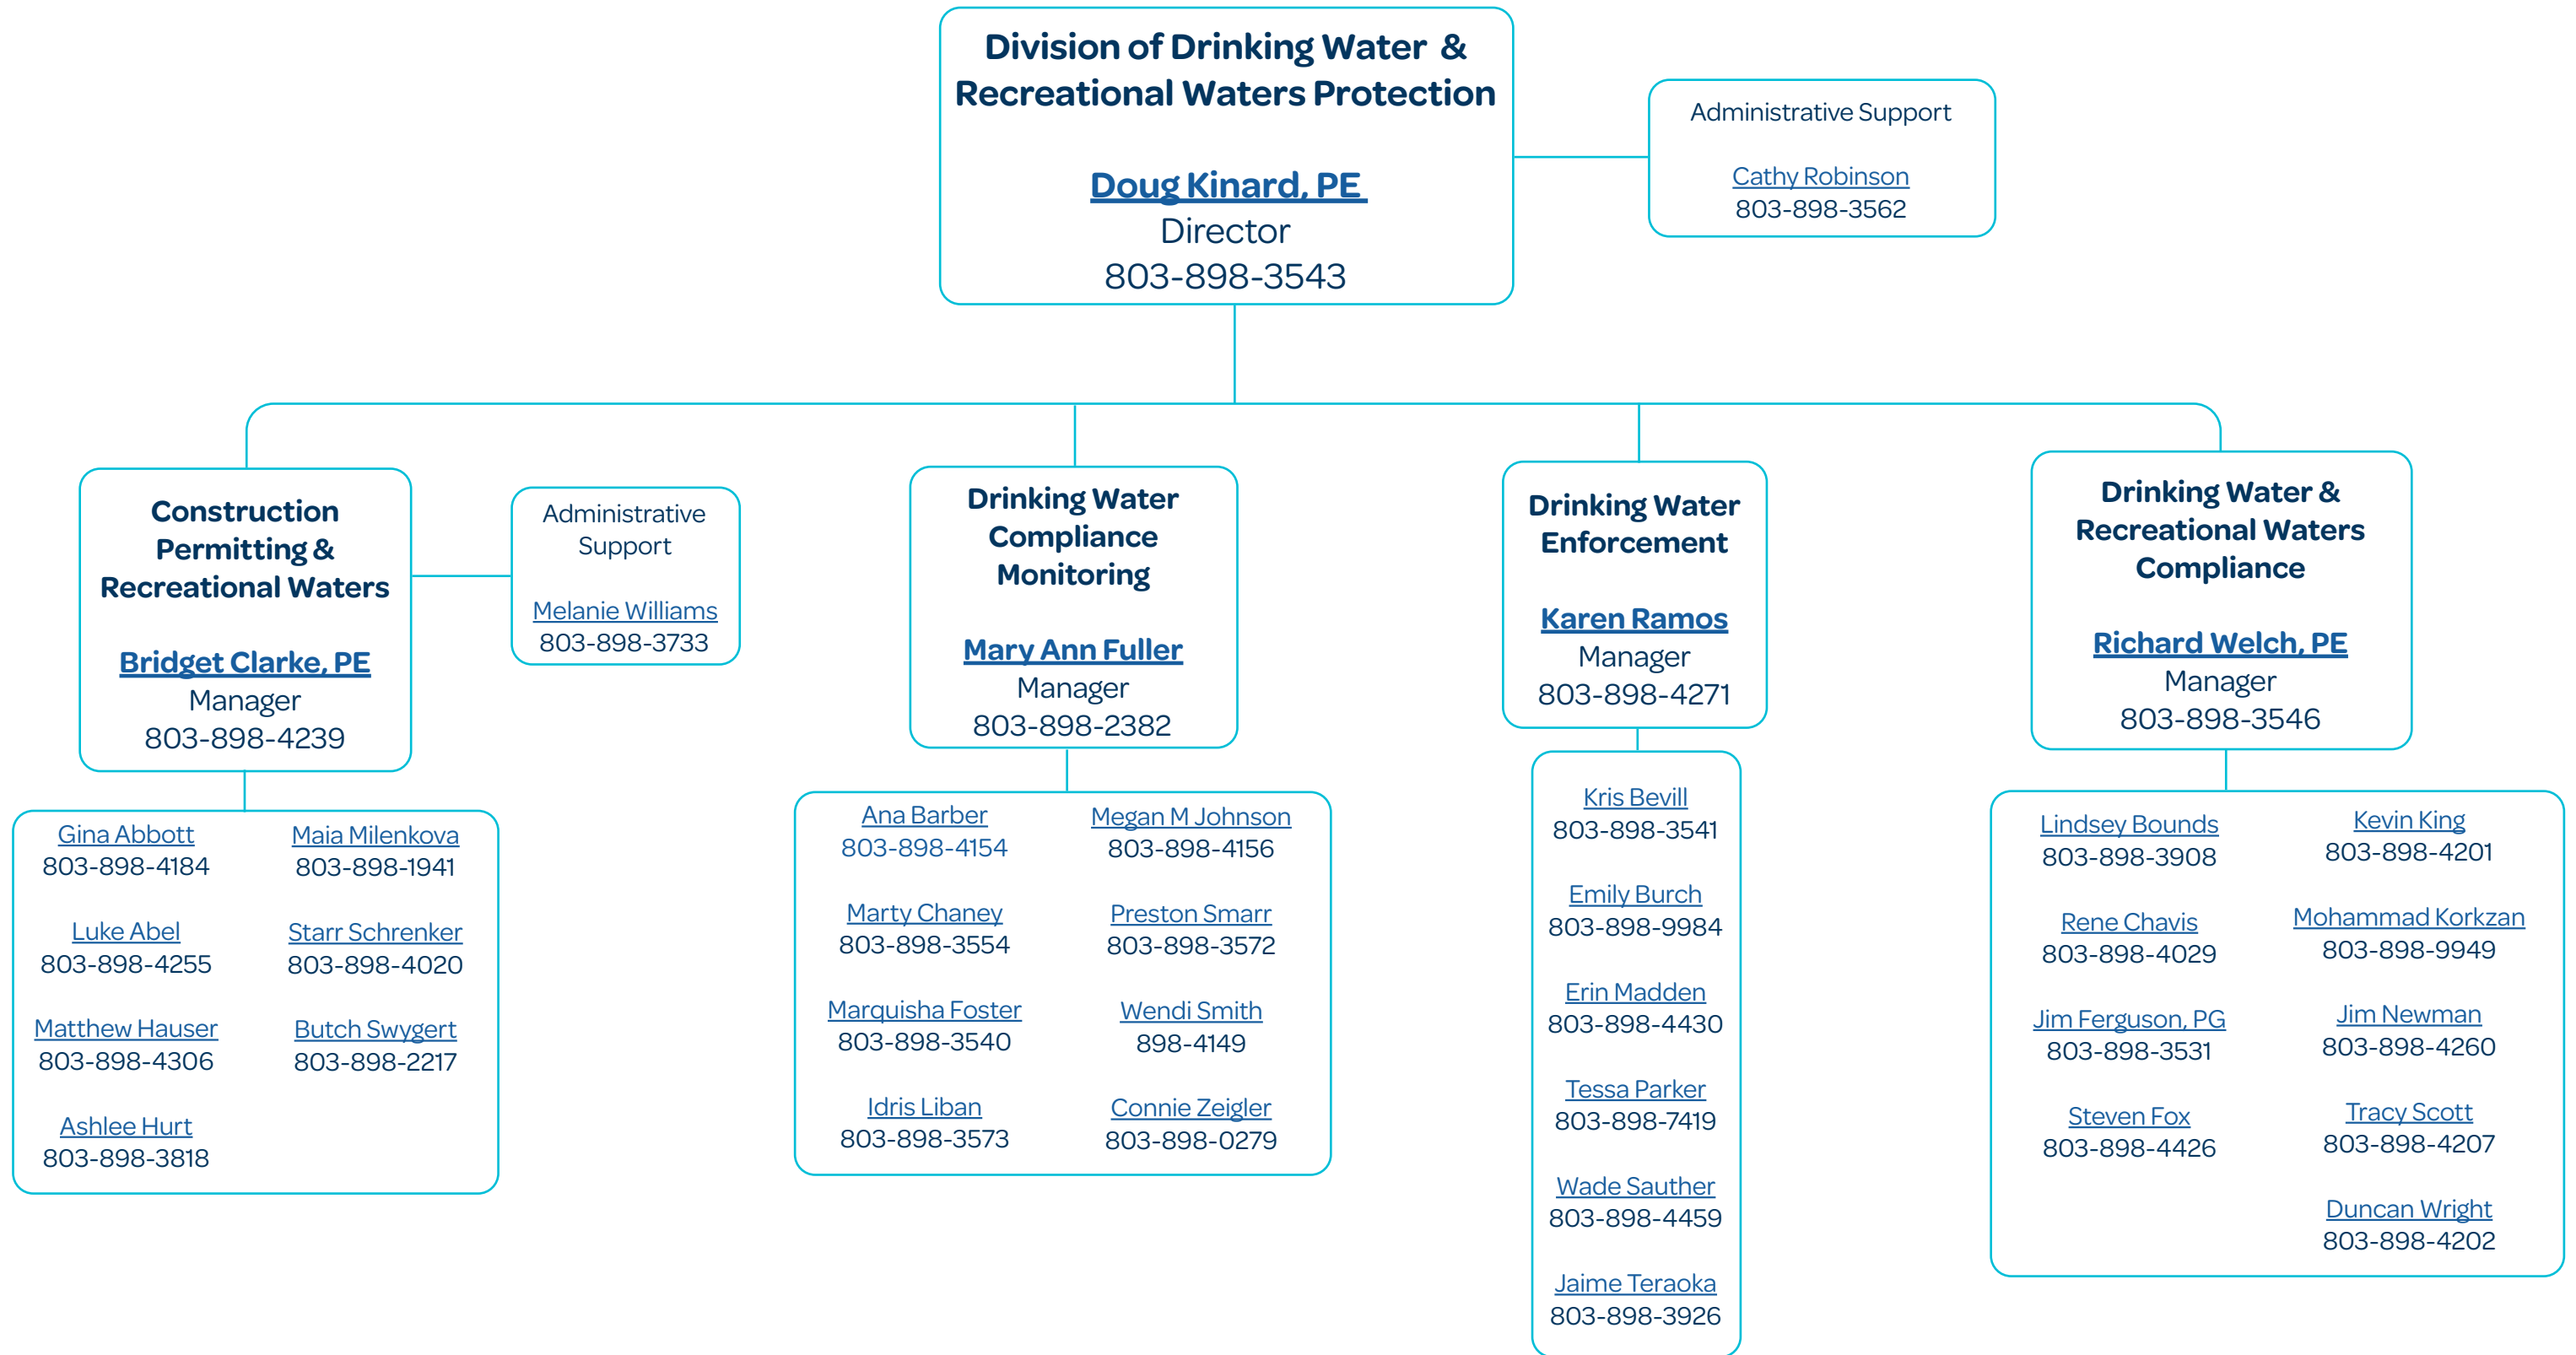 Division of Drinking Water &
Recreational Waters Protection
Doug Kinard, PE
Director
803-898-3543
Administrative Support
Cathy Robinson
803-898-3562
Construction
Permitting &
Recreational Waters
Bridget Clarke, PE
Manager
803-898-4239
Administrative
Support
Melanie Williams
803-898-3733
Drinking Water
Compliance
Monitoring
Mary Ann Fuller
Manager
803-898-2382
Drinking Water
Enforcement
Karen Ramos
Manager
803-898-4271
Drinking Water &
Recreational Waters
Compliance
Richard Welch, PE
Manager
803-898-3546
Gina Abbott
803-898-4184
Luke Abel
803-898-4255
Matthew Hauser
803-898-4306
Ashlee Hurt
803-898-3818
Maia Milenkova
803-898-1941
Starr Schrenker
803-898-4020
Butch Swygert
803-898-2217
Ana Barber
803-898-4154
Marty Chaney
803-898-3554
Marquisha Foster
803-898-3540
Idris Liban
803-898-3573
Megan M Johnson
803-898-4156
Preston Smarr
803-898-3572
Wendi Smith
898-4149
Connie Zeigler
803-898-0279
Kris Bevill
803-898-3541
Emily Burch
803-898-9984
Erin Madden
803-898-4430
Tessa Parker
803-898-7419
Wade Sauther
803-898-4459
Jaime Teraoka
803-898-3926
Lindsey Bounds
803-898-3908
Rene Chavis
803-898-4029
Jim Ferguson, PG
803-898-3531
Steven Fox
803-898-4426
Kevin King
803-898-4201
Mohammad Korkzan
803-898-9949
Jim Newman
803-898-4260
Tracy Scott
803-898-4207
Duncan Wright
803-898-4202